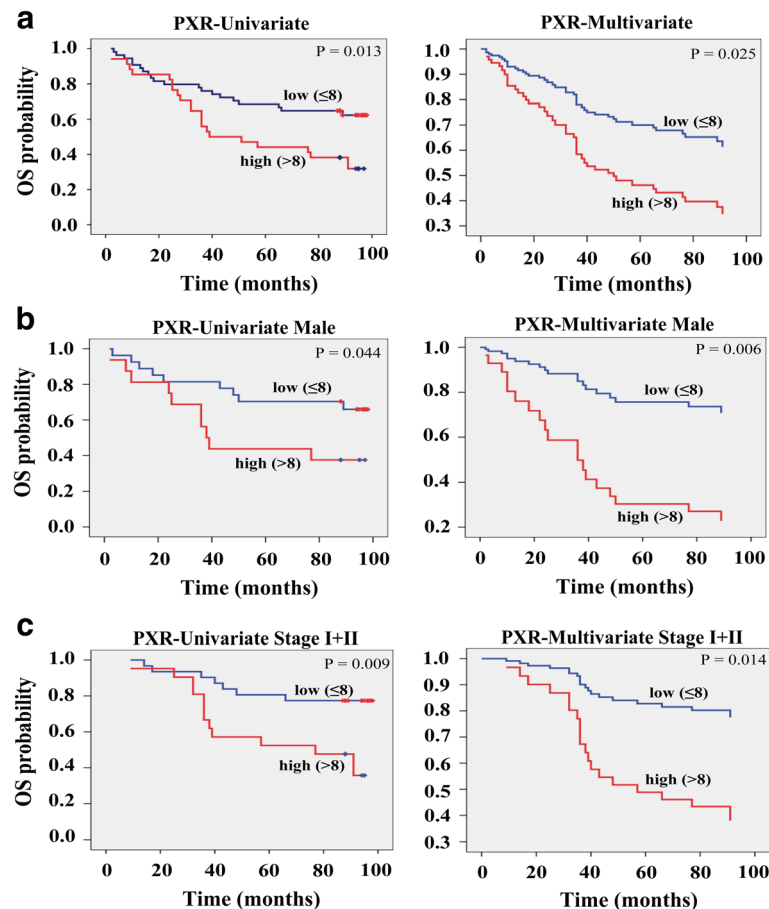 a
PXR-Univariate
PXR-Multivariate
OS probability
1.0
0.8
0.6
0.4
0.2
0.0
P = 0.013
low (≤8)
high (>8)
0 20 40 60 80 100
Time (months)
1.0
0.9
0.8
0.7
0.6
0.5
0.4
0.3
P = 0.025
low (≤8)
high (>8)
0 20 40 60 80 100
Time (months)
b
PXR-Univariate Male
PXR-Multivariate Male
OS probability
1.0
0.8
0.6
0.4
0.2
0.0
P = 0.044
low (≤8)
high (>8)
0 20 40 60 80 100
Time (months)
1.0
0.8
0.6
0.4
0.2
P = 0.006
low (≤8)
high (>8)
0 20 40 60 80 100
Time (months)
c
PXR-Univariate Stage I+II
PXR-Multivariate Stage I+II
OS probability
1.0
0.8
0.6
0.4
0.2
0.0
P = 0.009
low (≤8)
high (>8)
0 20 40 60 80 100
Time (months)
1.0
0.9
0.8
0.7
0.6
0.5
0.4
0.3
P = 0.014
low (≤8)
high (>8)
0 20 40 60 80 100
Time (months)